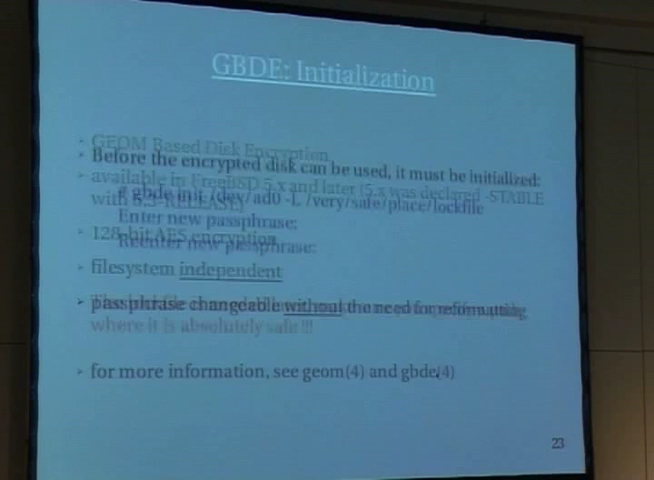 GBDE: Initialization
GEOM Based Disk Encryption
Before the encrypted disk can be used, it must be initialized:
available in FreeBSD 5.x and later (5.x was declared -STABLE
# gbde init /dev/ad0 -L /very/safe/place/lockfile
with 5.3-RELEASE)
Enter new passphrase:
128-bit AES encryption
Reenter new passphrase:
filesystem independent
passphrase changeable without the need for reformatting
where it is absolutely safe!!!
for more information, see geom(4) and gbde(4)
23